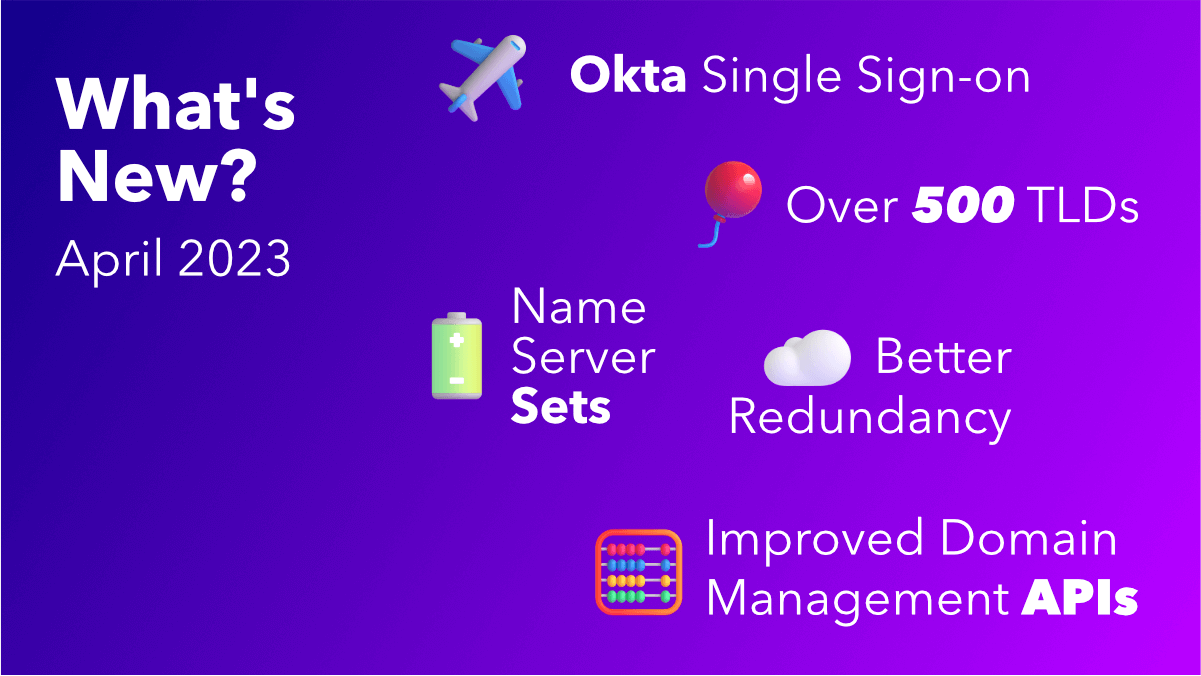 What's
New?
April 2023
Okta Single Sign-on
Over 500 TLDs
Name
Server
Sets
Better
Redundancy
Improved Domain
Management APIs